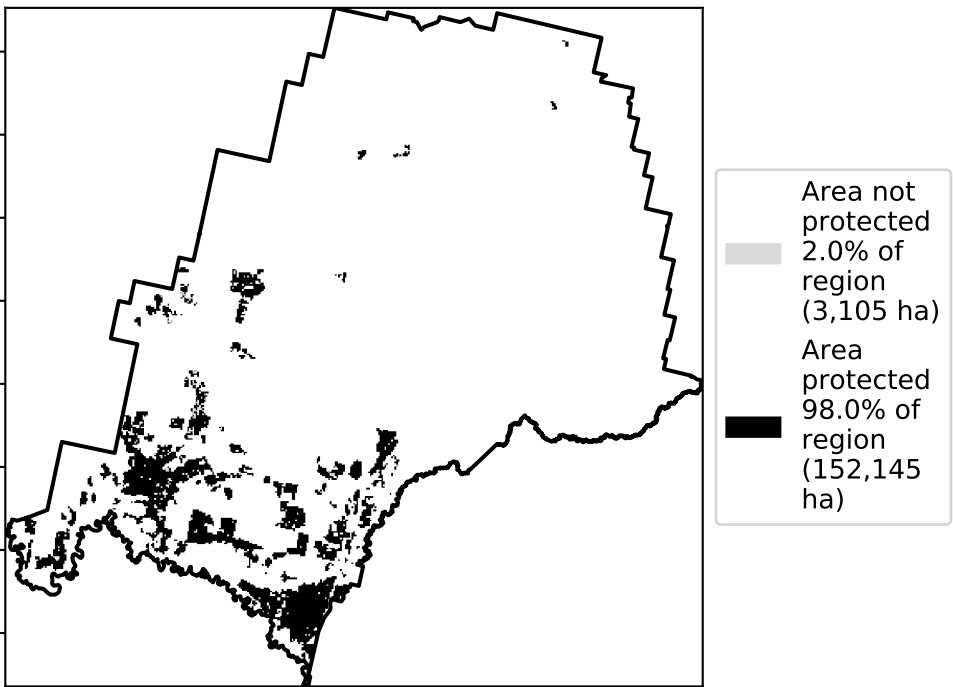 Area not
protected
2.0% of
region
(3,105 ha)
Area
protected
98.0% of
region
(152,145
ha)